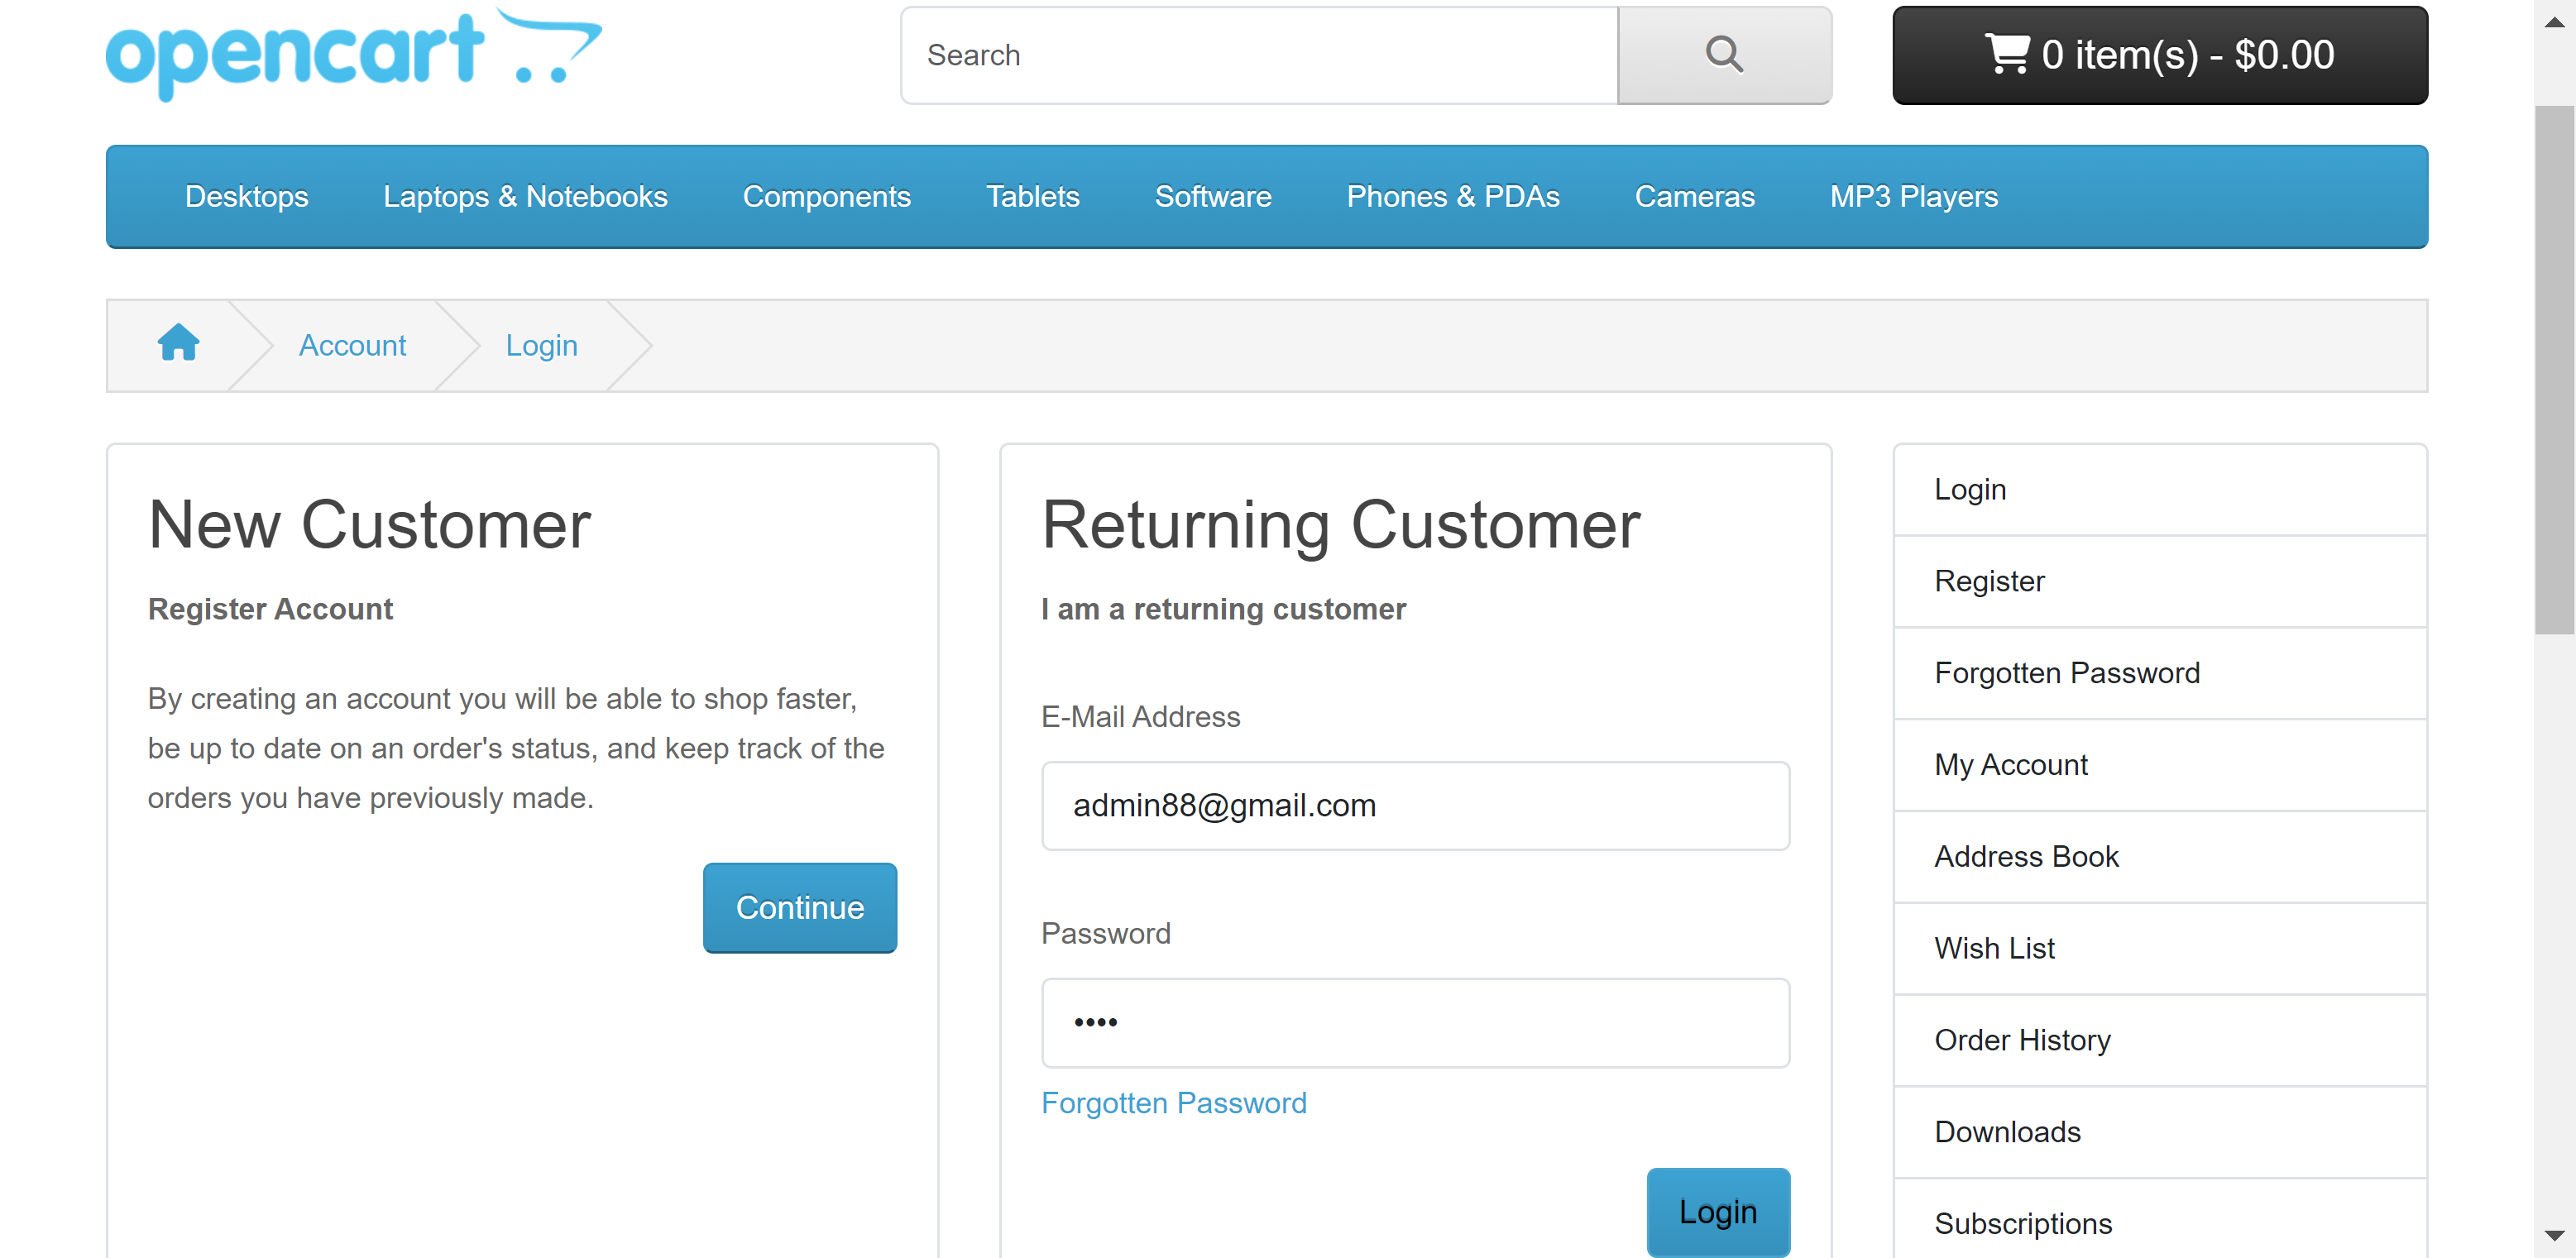 opencart
Search
0 item(s) - $0.00
Desktops Laptops & Notebooks Components Tablets Software Phones & PDAs Cameras MP3 Players
Account Login
New Customer
Register Account
By creating an account you will be able to shop faster,
be up to date on an order's status, and keep track of the
orders you have previously made.
Continue
Returning Customer
I am a returning customer
E-Mail Address
admin88@gmail.com
Password
••••
Forgotten Password
Login
Login
Register
Forgotten Password
My Account
Address Book
Wish List
Order History
Downloads
Subscriptions